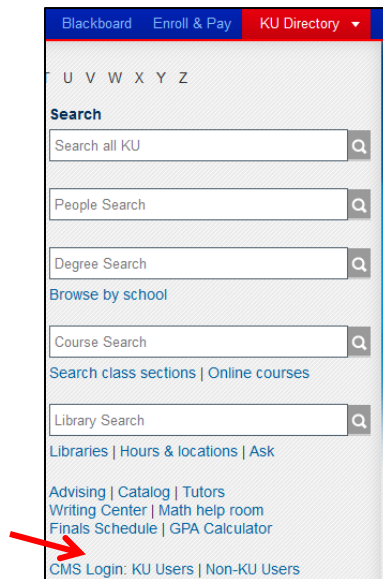 Blackboard Enroll & Pay KU Directory
T U V W X Y Z
Search
Search all KU
People Search
Degree Search
Browse by school
Course Search
Search class sections | Online courses
Library Search
Libraries | Hours & locations | Ask
Advising | Catalog | Tutors
Writing Center | Math help room
Finals Schedule | GPA Calculator
CMS Login: KU Users | Non-KU Users